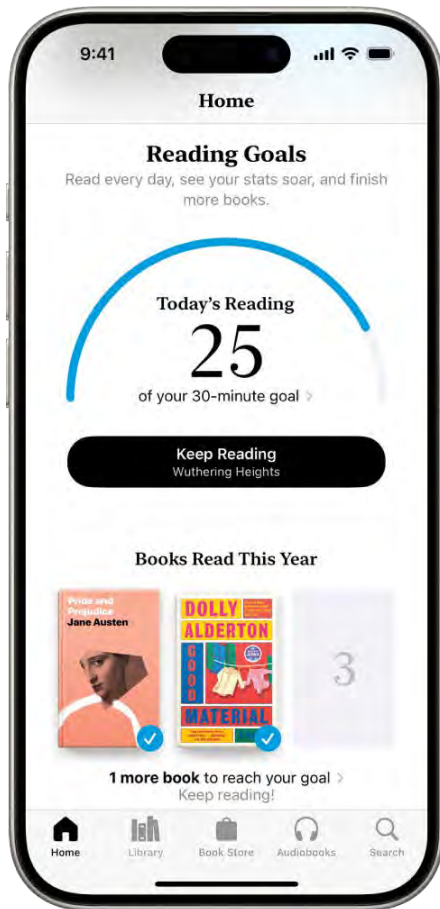 9:41
Home
Reading Goals
Read every day, see your stats soar, and finish
more books.
Today's Reading
25
of your 30-minute goal >
Keep Reading
Wuthering Heights
Books Read This Year
Pride and
Prejudice
Jane Austen
DOLLY
ALDERTON
GOOD
MATERIAL
3
1 more book to reach your goal >
Keep reading!
Home
Library
Book Store
Audiobooks
Search